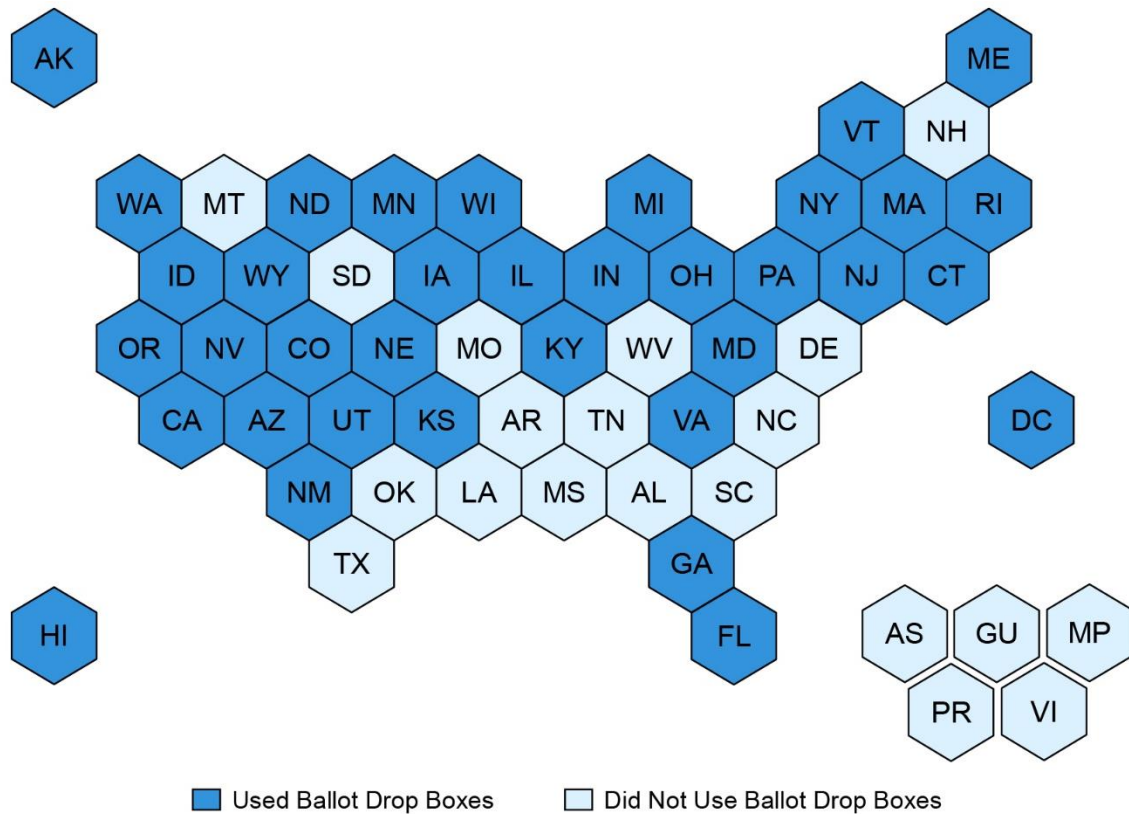 AK
ME
VT NH
WA MT ND MN WI MI NY MA RI
ID WY SD IA IL IN OH PA NJ CT
OR NV CO NE MO KY WV MD DE
CA AZ UT KS AR TN VA NC DC
NM OK LA MS AL SC
TX GA
HI FL AS GU MP
PR VI
Used Ballot Drop Boxes Did Not Use Ballot Drop Boxes